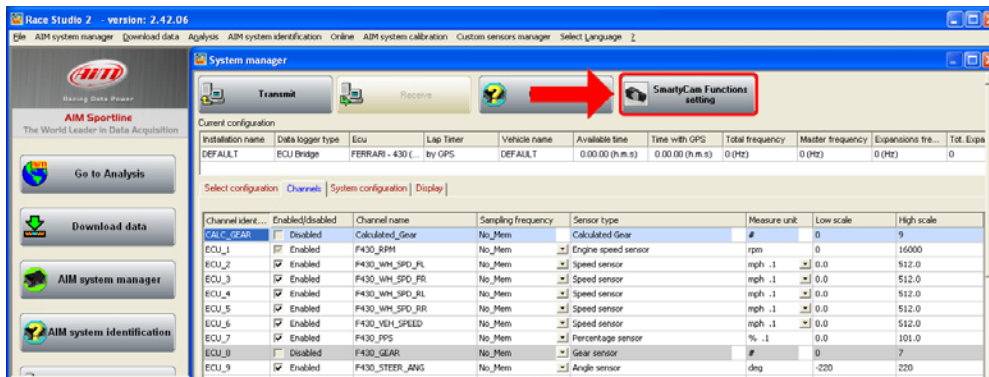 Race Studio 2 - version: 2.42.06
File AIM system manager Download data Analysis AIM system identification Online AIM system calibration Custom sensors manager Select Language ?
System manager
Transmit Receive SmartyCam Functions setting
AIM Sportline
The World Leader in Data Acquisition
Racing Data Power
Current configuration
Installation name Data logger type Ecu Lap Timer Vehicle name Available time Time with GPS Total frequency Master frequency Expansions fre... Tot. Expa
DEFAULT ECU Bridge FERRARI - 430 (... by GPS DEFAULT 0.00.00 (h.m.s) 0.00.00 (h.m.s) 0 (Hz) 0 (Hz) 0 (Hz) 0
Go to Analysis
Download data
AIM system manager
AIM system identification
Select configuration Channels System configuration Display
Channel ident... Enabled/disabled Channel name Sampling frequency Sensor type Measure unit Low scale High scale
CALC_GEAR Disabled Calculated_Gear No_Mem Calculated Gear # 0 9
ECU_1 Enabled F430_RPM No_Mem Engine speed sensor rpm 0 16000
ECU_2 Enabled F430_WH_SPD_FL No_Mem Speed sensor mph .1 0.0 512.0
ECU_3 Enabled F430_WH_SPD_FR No_Mem Speed sensor mph .1 0.0 512.0
ECU_4 Enabled F430_WH_SPD_RL No_Mem Speed sensor mph .1 0.0 512.0
ECU_5 Enabled F430_WH_SPD_RR No_Mem Speed sensor mph .1 0.0 512.0
ECU_6 Enabled F430_VEH_SPEED No_Mem Speed sensor mph .1 0.0 512.0
ECU_7 Enabled F430_PPS No_Mem Percentage sensor % .1 0.0 101.0
ECU_8 Disabled F430_GEAR No_Mem Gear sensor # 0 7
ECU_9 Enabled F430_STEER_ANG No_Mem Angle sensor deg -220 220